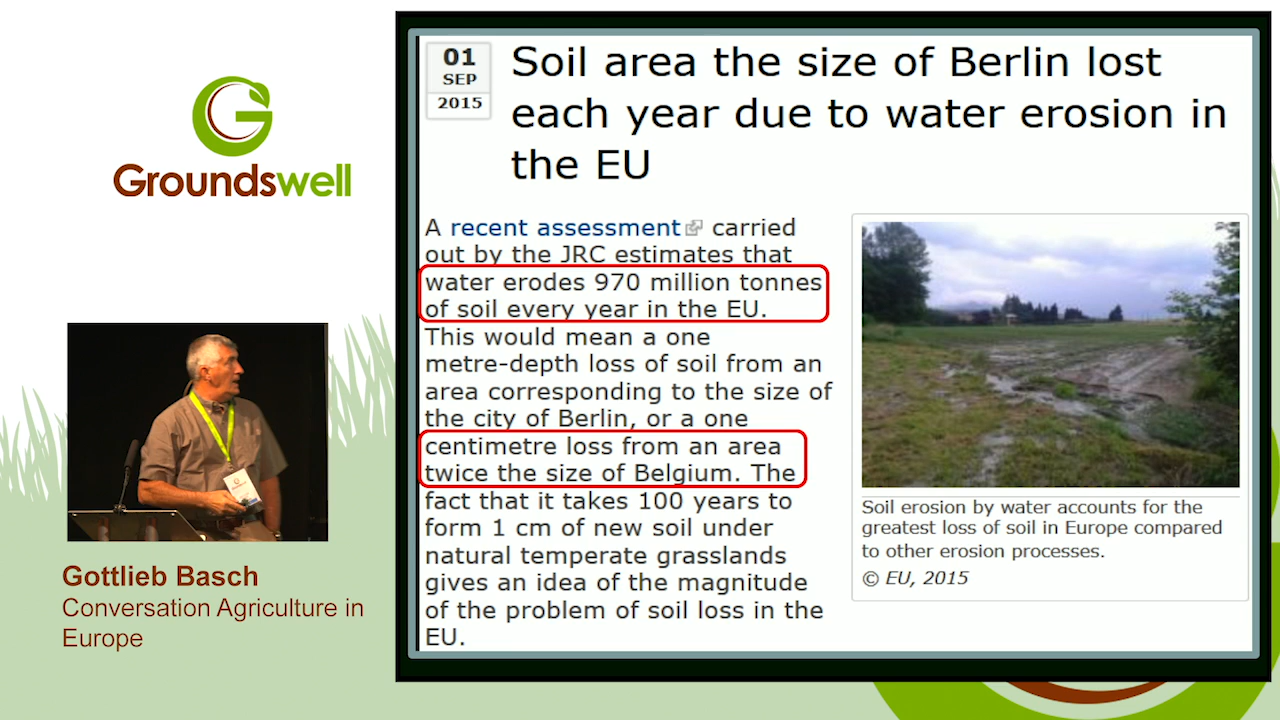 Groundswell
Gottlieb Basch
Conversation Agriculture in
Europe
01
SEP
2015
Soil area the size of Berlin lost
each year due to water erosion in
the EU
A recent assessment carried
out by the JRC estimates that
water erodes 970 million tonnes
of soil every year in the EU.
This would mean a one
metre-depth loss of soil from an
area corresponding to the size of
the city of Berlin, or a one
centimetre loss from an area
twice the size of Belgium. The
fact that it takes 100 years to
form 1 cm of new soil under
natural temperate grasslands
gives an idea of the magnitude
of the problem of soil loss in the
EU.
Soil erosion by water accounts for the
greatest loss of soil in Europe compared
to other erosion processes.
© EU, 2015